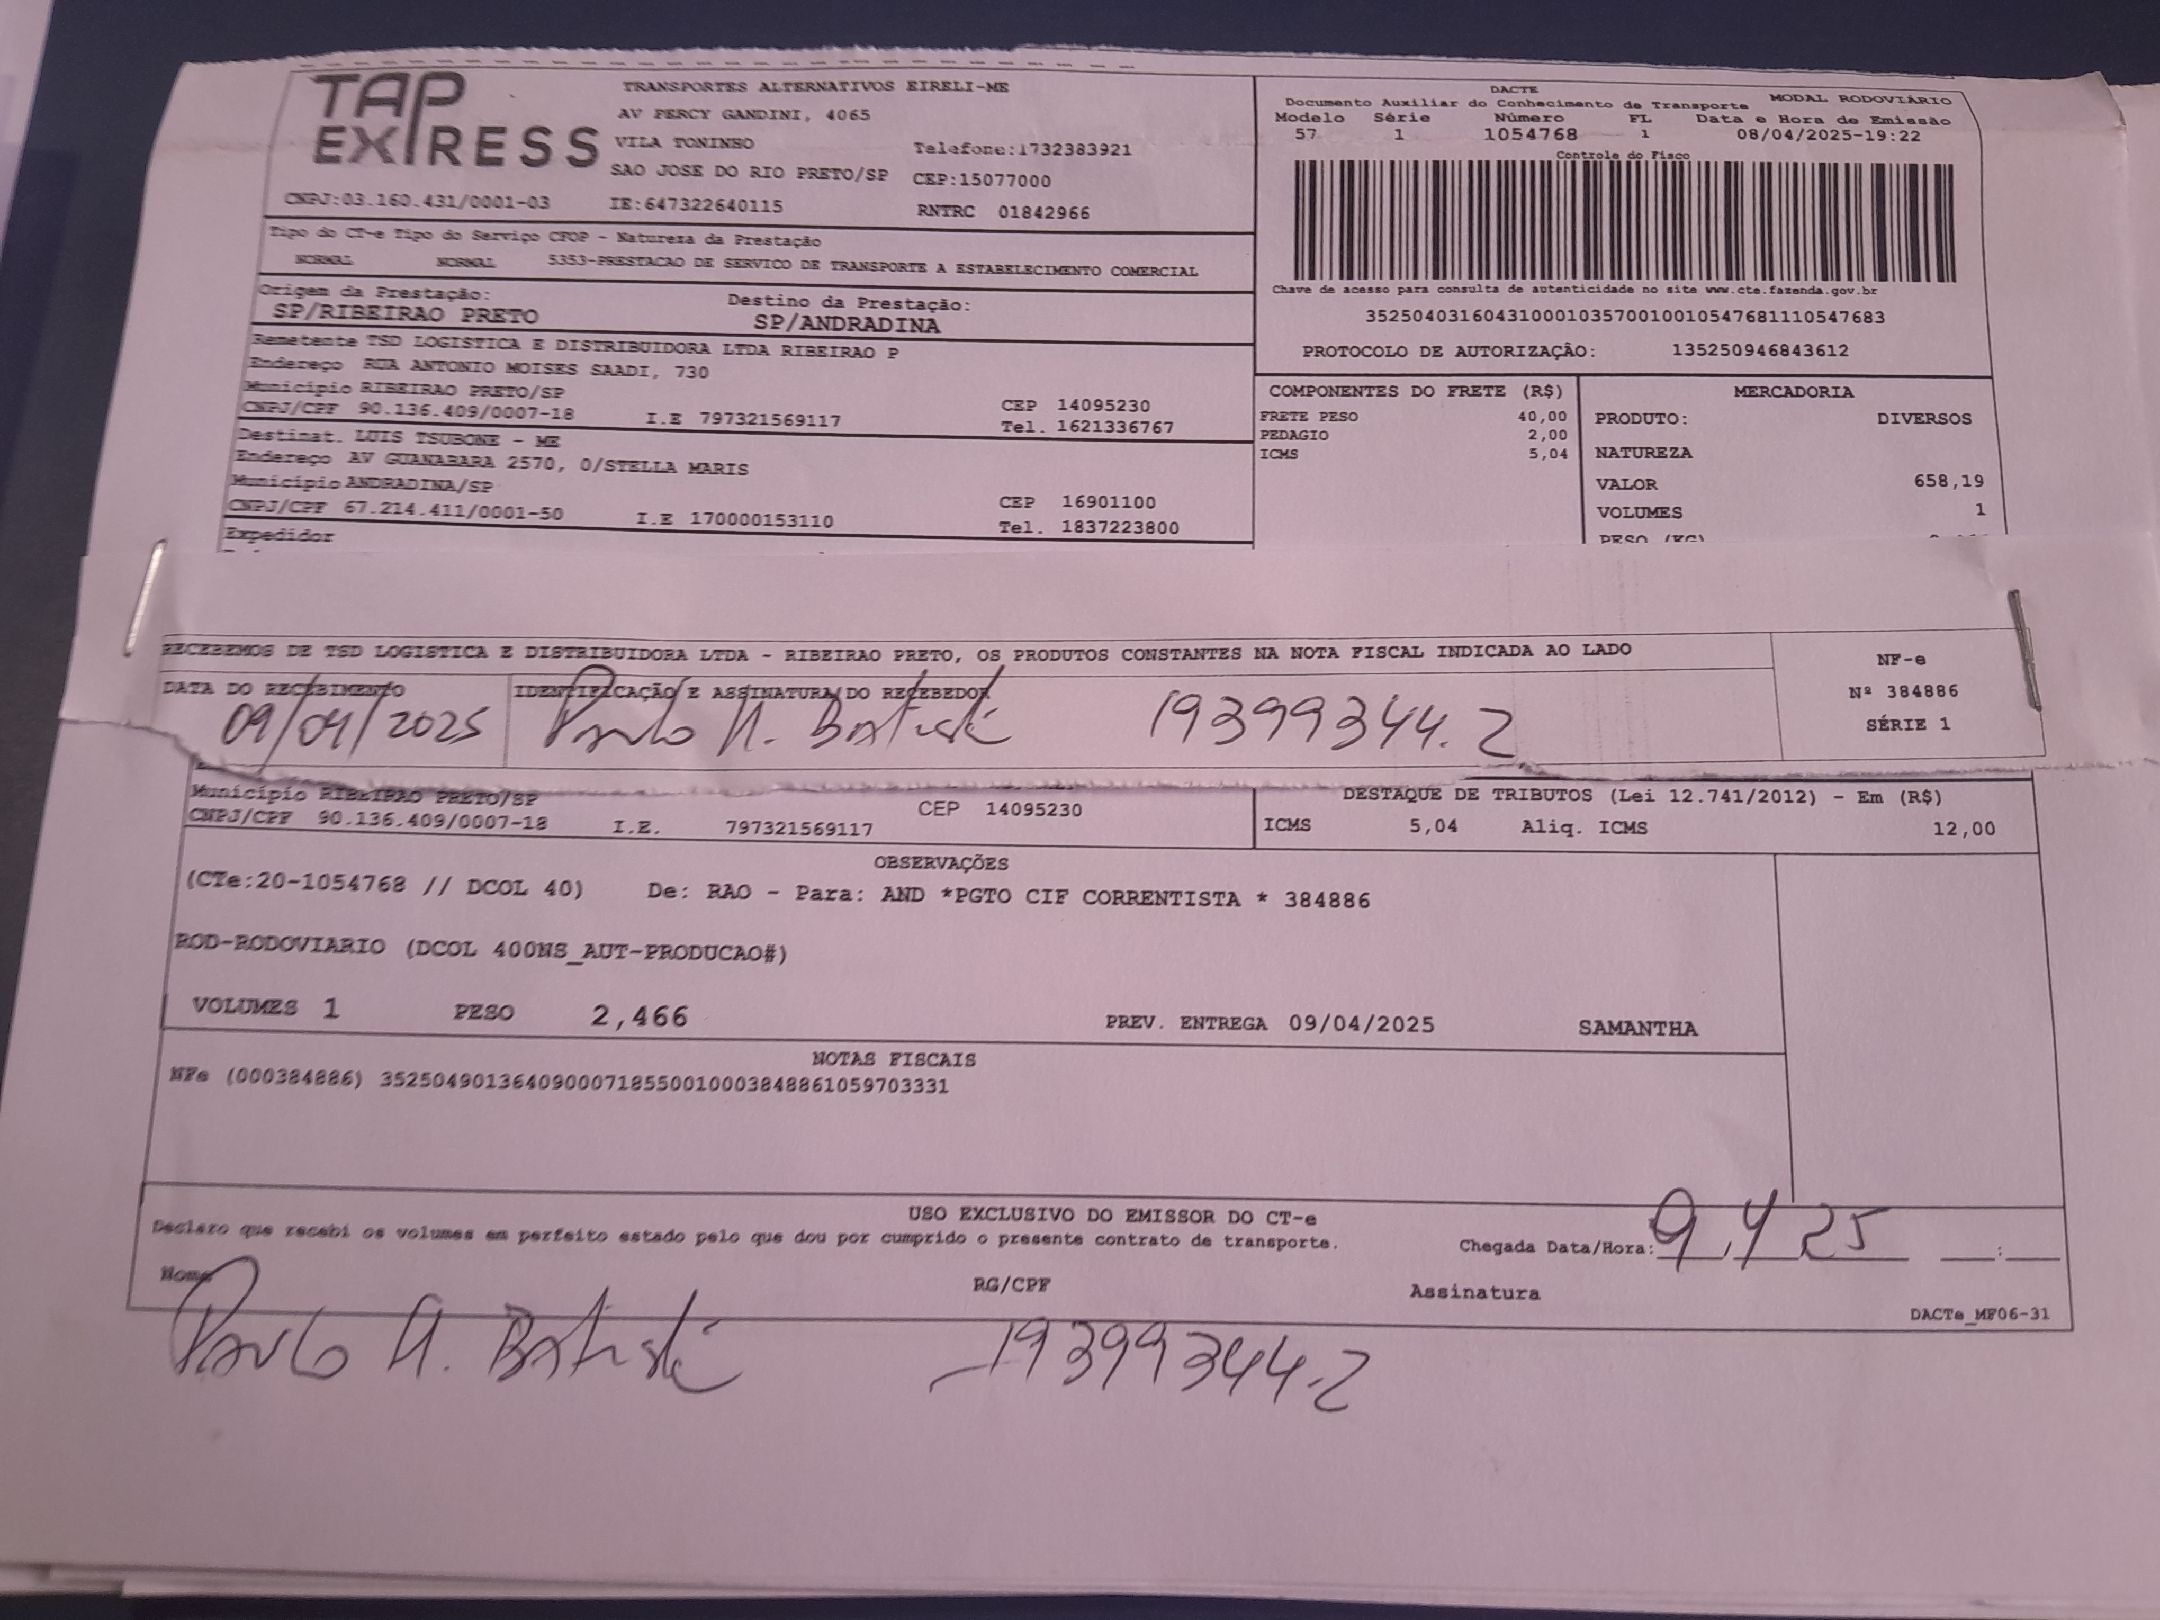 TAP EXPRESS
TRANSPORTES ALTERNATIVOS EIRELI-ME
AV PERCY GANDINI, 4065
VILA TONINHO Telefone:1732383921
SAO JOSE DO RIO PRETO/SP CEP:15077000
CNPJ:03.160.431/0001-03 IE:647322640115 RNTRC 01842966
DACTE
Documento Auxiliar do Conhecimento de Transporte MODAL RODOVIÁRIO
Modelo Série Número FL Data e Hora de Emissão
57 1 1054768 1 08/04/2025-19:22
Controle do Fisco
Chave de acesso para consulta de autenticidade no site www.cte.fazenda.gov.br
35250403160431000103570010010547681110547683
PROTOCOLO DE AUTORIZAÇÃO: 135250946843612
Tipo do CT-e Tipo do Serviço CFOP - Natureza da Prestação
NORMAL NORMAL 5353-PRESTACAO DE SERVICO DE TRANSPORTE A ESTABELECIMENTO COMERCIAL
Origem da Prestação: Destino da Prestação:
SP/RIBEIRAO PRETO SP/ANDRADINA
Remetente TSD LOGISTICA E DISTRIBUIDORA LTDA RIBEIRAO P
Endereço RUA ANTONIO MOISES SAADI, 730
Município RIBEIRAO PRETO/SP CEP 14095230
CNPJ/CPF 90.136.409/0007-18 I.E 797321569117 Tel. 1621336767
Destinat. LUIS TSUBONE - ME
Endereço AV GUANABARA 2570, 0/STELLA MARIS
Município ANDRADINA/SP CEP 16901100
CNPJ/CPF 67.214.411/0001-50 I.E 170000153110 Tel. 1837223800
Expedidor
COMPONENTES DO FRETE (R$)
FRETE PESO 40,00
PEDAGIO 2,00
ICMS 5,04
MERCADORIA
PRODUTO: DIVERSOS
NATUREZA
VALOR 658,19
VOLUMES 1
PESO (KG)
RECEBEMOS DE TSD LOGISTICA E DISTRIBUIDORA LTDA - RIBEIRAO PRETO, OS PRODUTOS CONSTANTES NA NOTA FISCAL INDICADA AO LADO
DATA DO RECEBIMENTO IDENTIFICAÇÃO E ASSINATURA DO RECEBEDOR
09/04/2025 Paulo A. Batista 19399344.2
NF-e
Nº 384886
SÉRIE 1
Município RIBEIRAO PRETO/SP CEP 14095230
CNPJ/CPF 90.136.409/0007-18 I.E. 797321569117
DESTAQUE DE TRIBUTOS (Lei 12.741/2012) - Em (R$)
ICMS 5,04 Aliq. ICMS 12,00
OBSERVAÇÕES
(CTe:20-1054768 // DCOL 40) De: RAO - Para: AND *PGTO CIF CORRENTISTA * 384886
ROD-RODOVIARIO (DCOL 400NS_AUT-PRODUCAO#)
VOLUMES 1 PESO 2,466 PREV. ENTREGA 09/04/2025 SAMANTHA
NOTAS FISCAIS
NFe (000384886) 35250490136409000718550010003848861059703331
USO EXCLUSIVO DO EMISSOR DO CT-e
Declaro que recebi os volumes em perfeito estado pelo que dou por cumprido o presente contrato de transporte. Chegada Data/Hora: 9,4 25 :
Nome RG/CPF Assinatura
DACTe_MF06-31
Paulo A. Batista 19399344-2